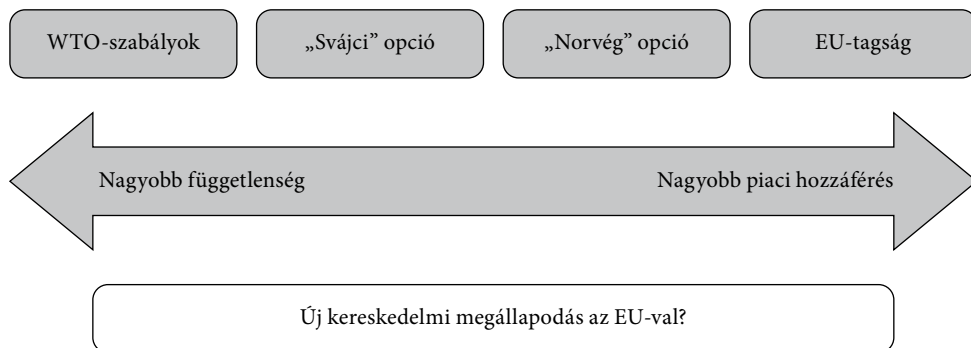 WTO-szabályok
„Svájci” opció
„Norvég” opció
EU-tagság
Nagyobb függetlenség
Nagyobb piaci hozzáférés
Új kereskedelmi megállapodás az EU-val?